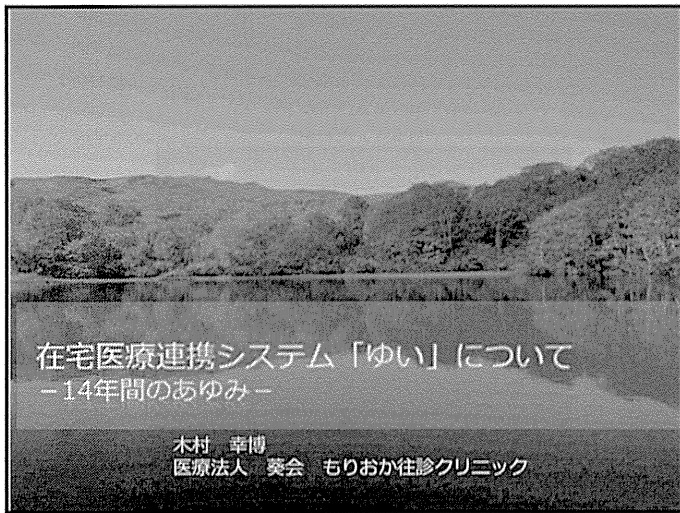 在宅医療連携システム「ゆい」について
－14年間のあゆみ－
木村　幸博
医療法人　葵会　もりおか往診クリニック